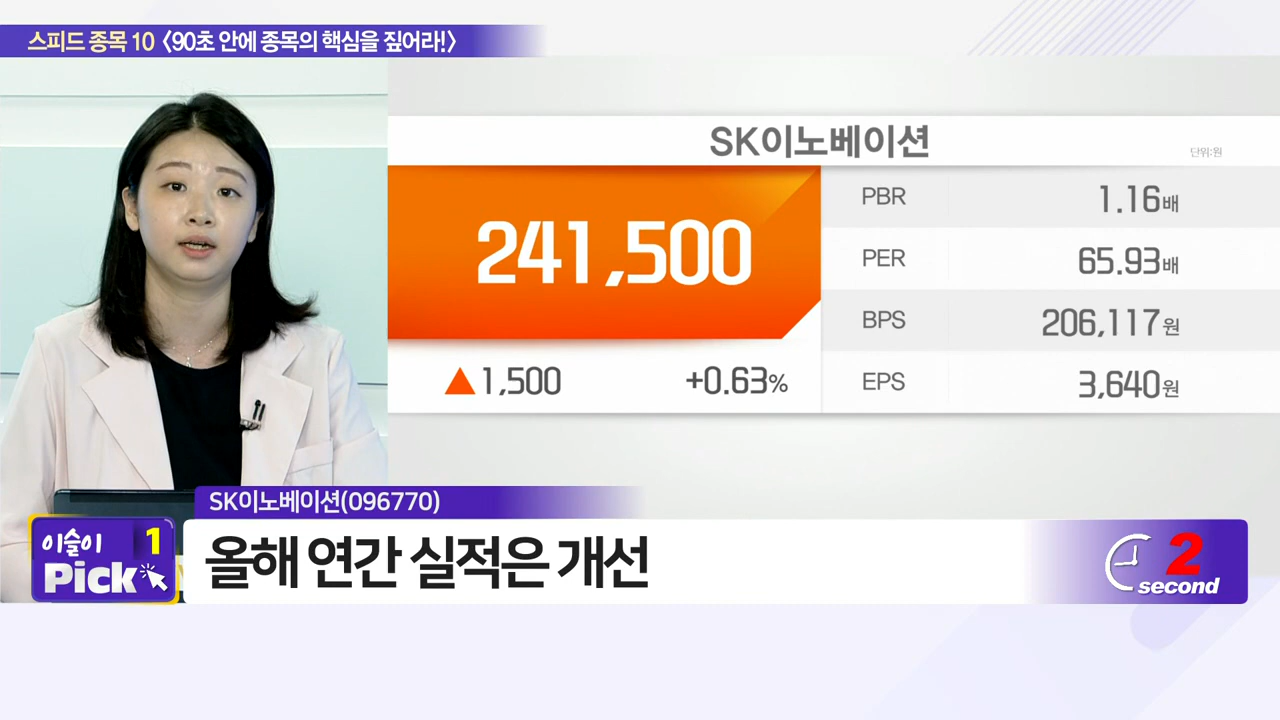 스피드 종목 10 〈90초 안에 종목의 핵심을 짚어라!〉
SK이노베이션
단위:원
241,500
▲1,500 +0.63%
PBR 1.16배
PER 65.93배
BPS 206,117원
EPS 3,640원
SK이노베이션(096770)
이슬이 1
Pick
올해 연간 실적은 개선
2
second